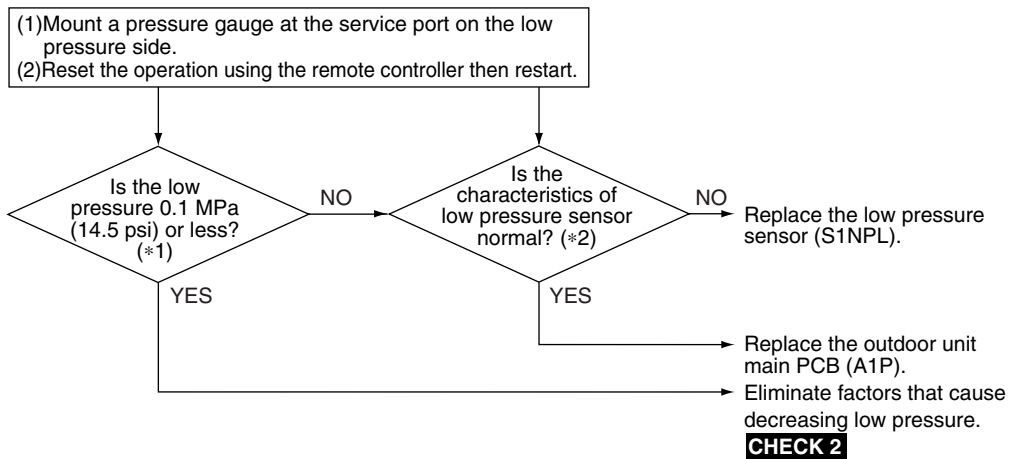 (1)Mount a pressure gauge at the service port on the low
pressure side.
(2)Reset the operation using the remote controller then restart.
Is the low
pressure 0.1 MPa
(14.5 psi) or less?
(*1)
NO
YES
Is the
characteristics of
low pressure sensor
normal? (*2)
NO
YES
Replace the low pressure
sensor (S1NPL).
Replace the outdoor unit
main PCB (A1P).
Eliminate factors that cause
decreasing low pressure.
CHECK 2